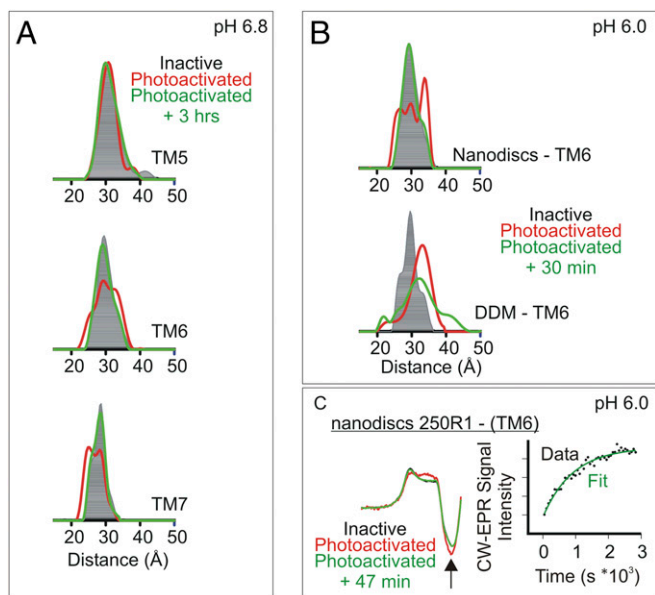 A
pH 6.8
Inactive
Photoactivated
Photoactivated
+ 3 hrs
TM5
20 30 40 50
TM6
20 30 40 50
TM7
20 30 40 50
Distance (Å)
B
pH 6.0
Nanodiscs - TM6
20 30 40 50
Inactive
Photoactivated
Photoactivated
+ 30 min
DDM - TM6
20 30 40 50
Distance (Å)
C
pH 6.0
nanodiscs 250R1 - (TM6)
Inactive
Photoactivated
Photoactivated
+ 47 min
CW-EPR Signal
Intensity
Data
Fit
0 1 2 3
Time (s *10³)